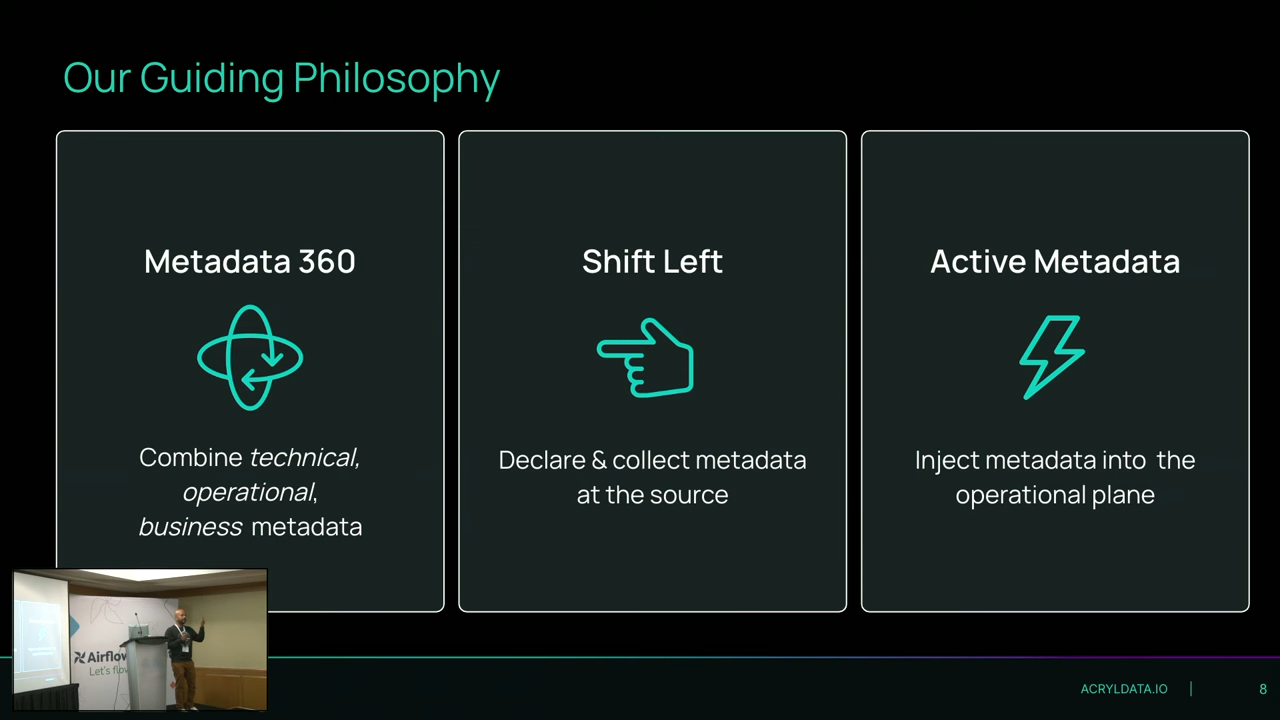 Our Guiding Philosophy
Metadata 360
Combine technical,
operational,
business metadata
Shift Left
Declare & collect metadata
at the source
Active Metadata
Inject metadata into the
operational plane
Airflow
Let's flow
ACRYLDATA.IO
8